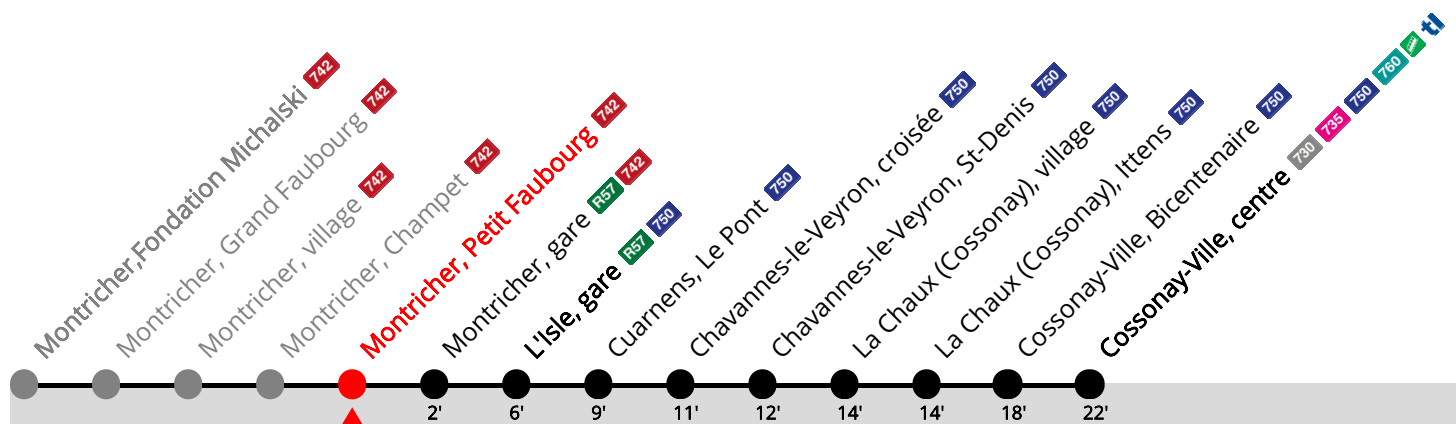 Montricher,Fondation Michalski 742
Montricher, Grand Faubourg 742
Montricher, village 742
Montricher, Champet 742
Montricher, Petit Faubourg 742
Montricher, gare R57 742
L'Isle, gare R57 750
Cuarnens, Le Pont 750
Chavannes-le-Veyron, croisée 750
Chavannes-le-Veyron, St-Denis 750
La Chaux (Cossonay), village 750
La Chaux (Cossonay), Ittens 750
Cossonay-Ville, Bicentenaire 750
Cossonay-Ville, centre 730 735 750 760 tl
2' 6' 9' 11' 12' 14' 14' 18' 22'